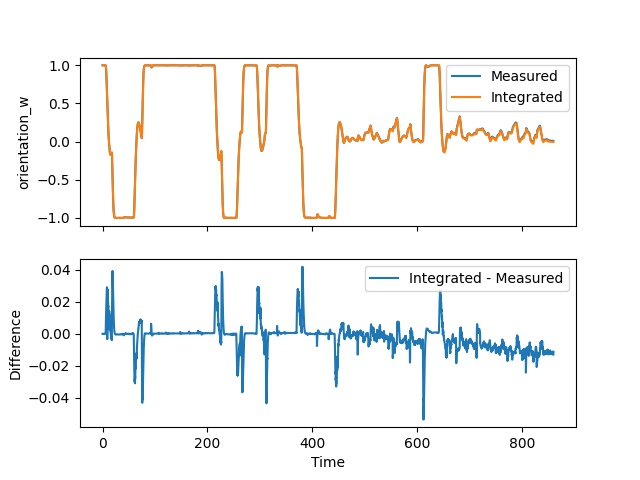 1.0
0.5
0.0
−0.5
−1.0
orientation_w
Measured
Integrated
0.04
0.02
0.00
−0.02
−0.04
Difference
Integrated - Measured
0 200 400 600 800
Time